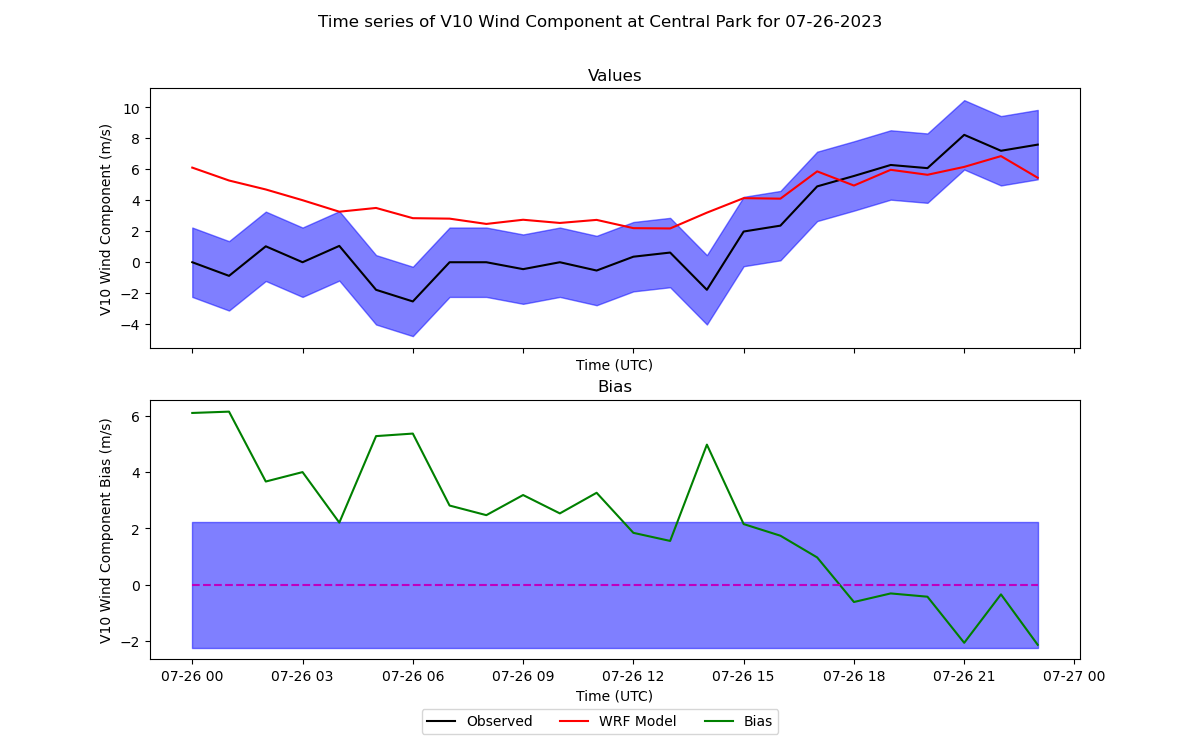 Time series of V10 Wind Component at Central Park for 07-26-2023
Values
V10 Wind Component (m/s)
10
8
6
4
2
0
−2
−4
Time (UTC)
Bias
V10 Wind Component Bias (m/s)
6
4
2
0
−2
07-26 00 07-26 03 07-26 06 07-26 09 07-26 12 07-26 15 07-26 18 07-26 21 07-27 00
Time (UTC)
Observed WRF Model Bias